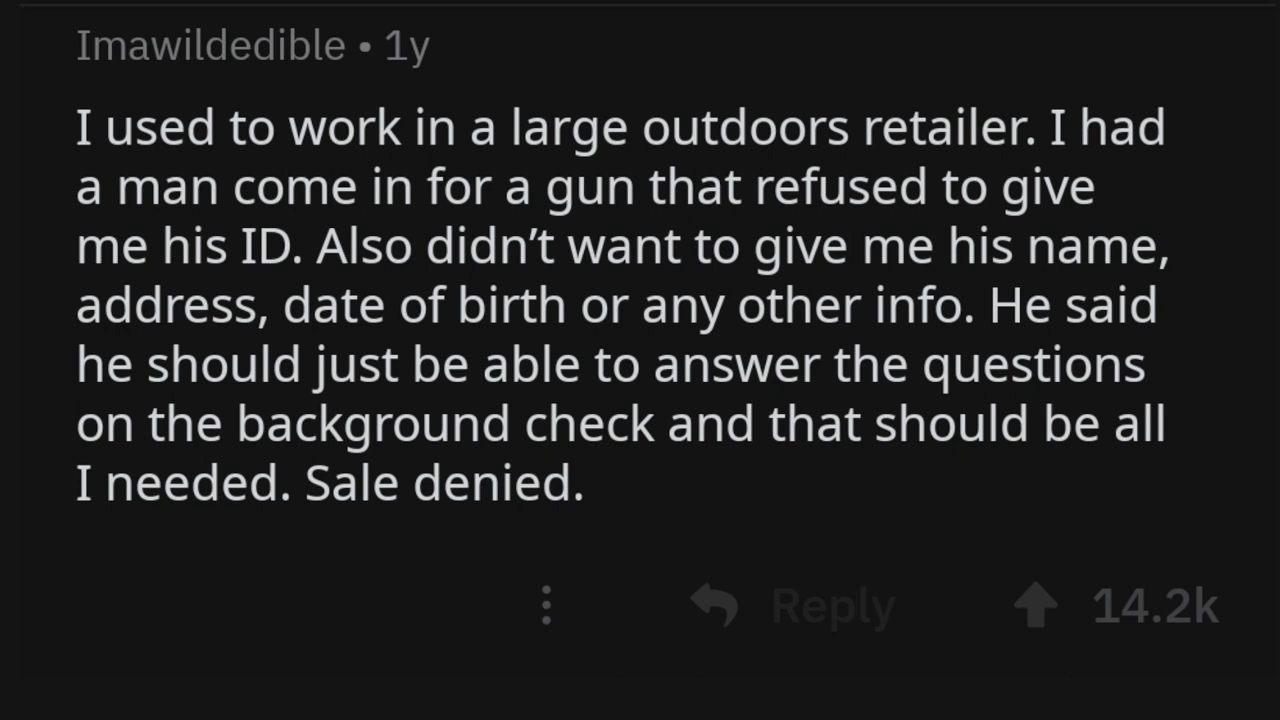 Imawildedible • 1y
I used to work in a large outdoors retailer. I had
a man come in for a gun that refused to give
me his ID. Also didn’t want to give me his name,
address, date of birth or any other info. He said
he should just be able to answer the questions
on the background check and that should be all
I needed. Sale denied.
Reply 14.2k